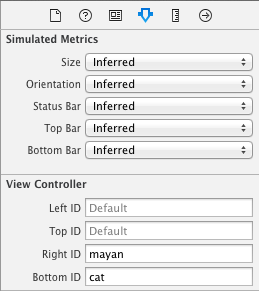 Simulated Metrics
Size Inferred
Orientation Inferred
Status Bar Inferred
Top Bar Inferred
Bottom Bar Inferred
View Controller
Left ID Default
Top ID Default
Right ID mayan
Bottom ID cat